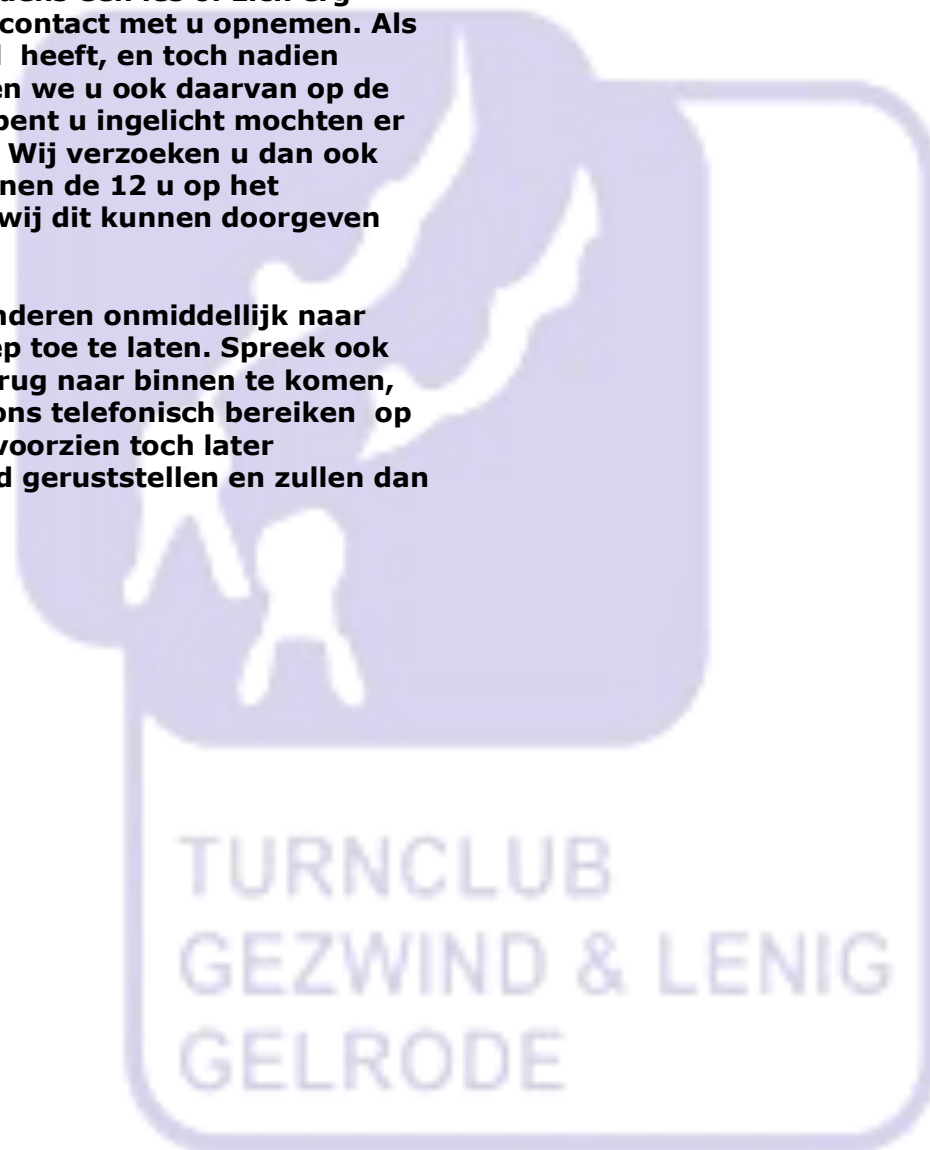 contact met u opnemen. Als
heeft, en toch nadien
en we u ook daarvan op de
bent u ingelicht mochten er
Wij verzoeken u dan ook
nen de 12 u op het
wij dit kunnen doorgeven
nderen onmiddellijk naar
ep toe te laten. Spreek ook
rug naar binnen te komen,
ons telefonisch bereiken op
voorzien toch later
d geruststellen en zullen dan
TURNCLUB
GEZWIND & LENIG
GELRODE